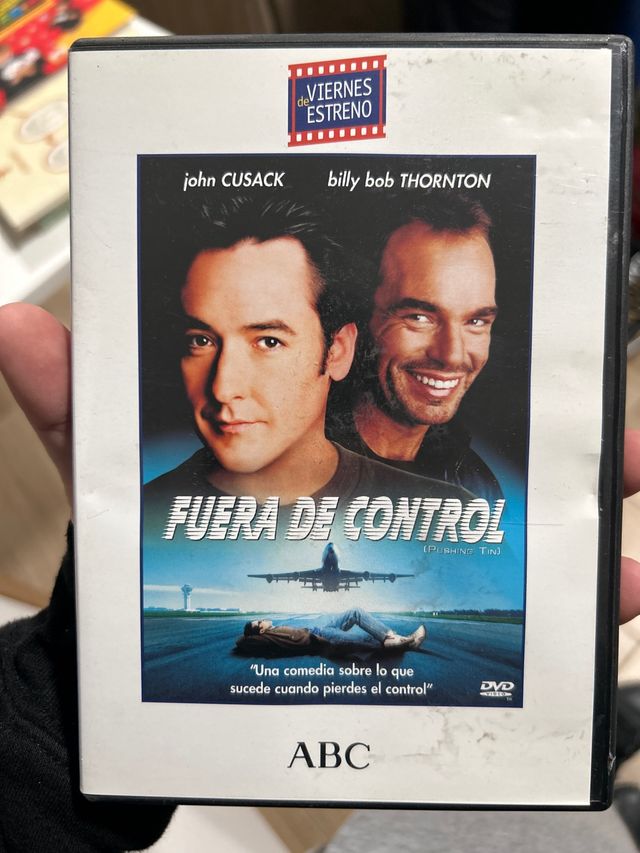 de VIERNES
ESTRENO
john CUSACK billy bob THORNTON
FUERA DE CONTROL
(PUSHING TIN)
"Una comedia sobre lo que
sucede cuando pierdes el control"
DVD
VIDEO
ABC